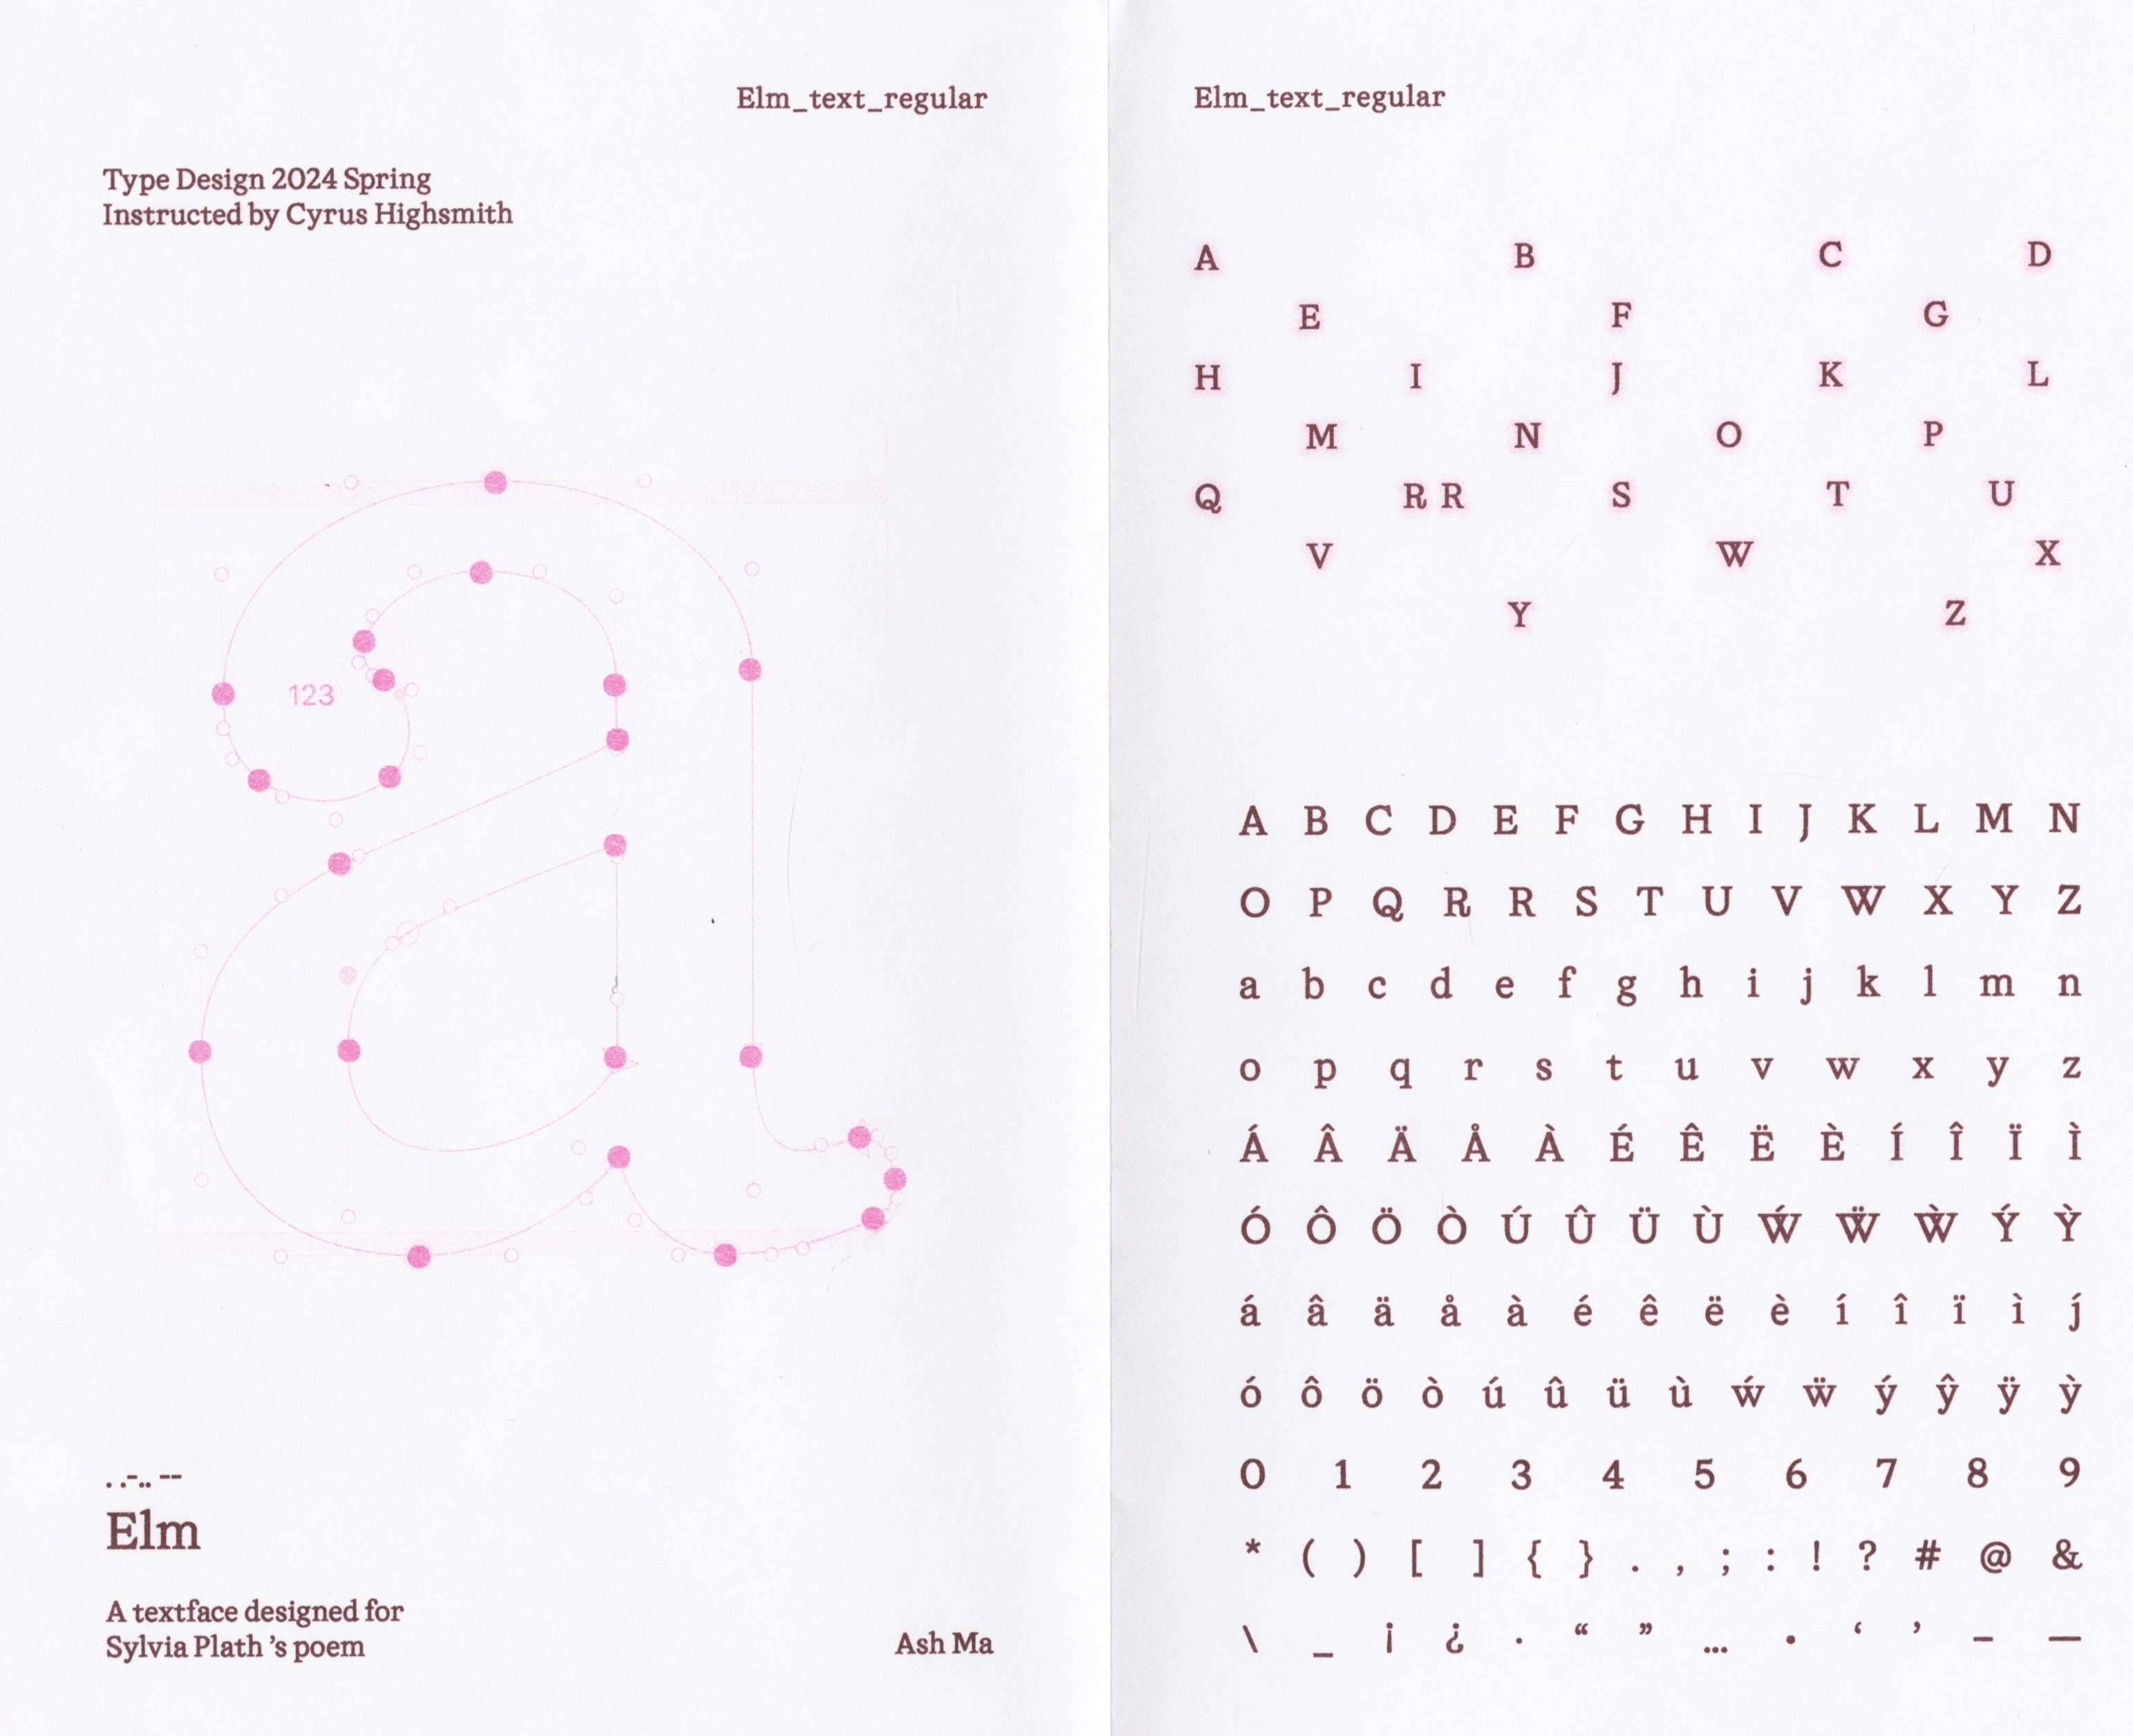 Elm_text_regular
Type Design 2024 Spring
Instructed by Cyrus Highsmith
123
. .-.. --
Elm
A textface designed for
Sylvia Plath ’s poem
Ash Ma
Elm_text_regular
A B C D
E F G
H I J K L
M N O P
Q R R S T U
V W X
Y Z
A B C D E F G H I J K L M N
O P Q R R S T U V W X Y Z
a b c d e f g h i j k l m n
o p q r s t u v w x y z
Á Â Ä Å À É Ê Ë È Í Î Ï Ì
Ó Ô Ö Ò Ú Û Ü Ù Ẃ Ẅ Ẁ Ý Ỳ
á â ä å à é ê ë è í î ï ì j́
ó ô ö ò ú û ü ù ẃ ẅ ý ŷ ÿ ỳ
0 1 2 3 4 5 6 7 8 9
* ( ) [ ] { } . , ; : ! ? # @ &
\ _ ¡ ¿ · “ ” … • ‘ ’ – —